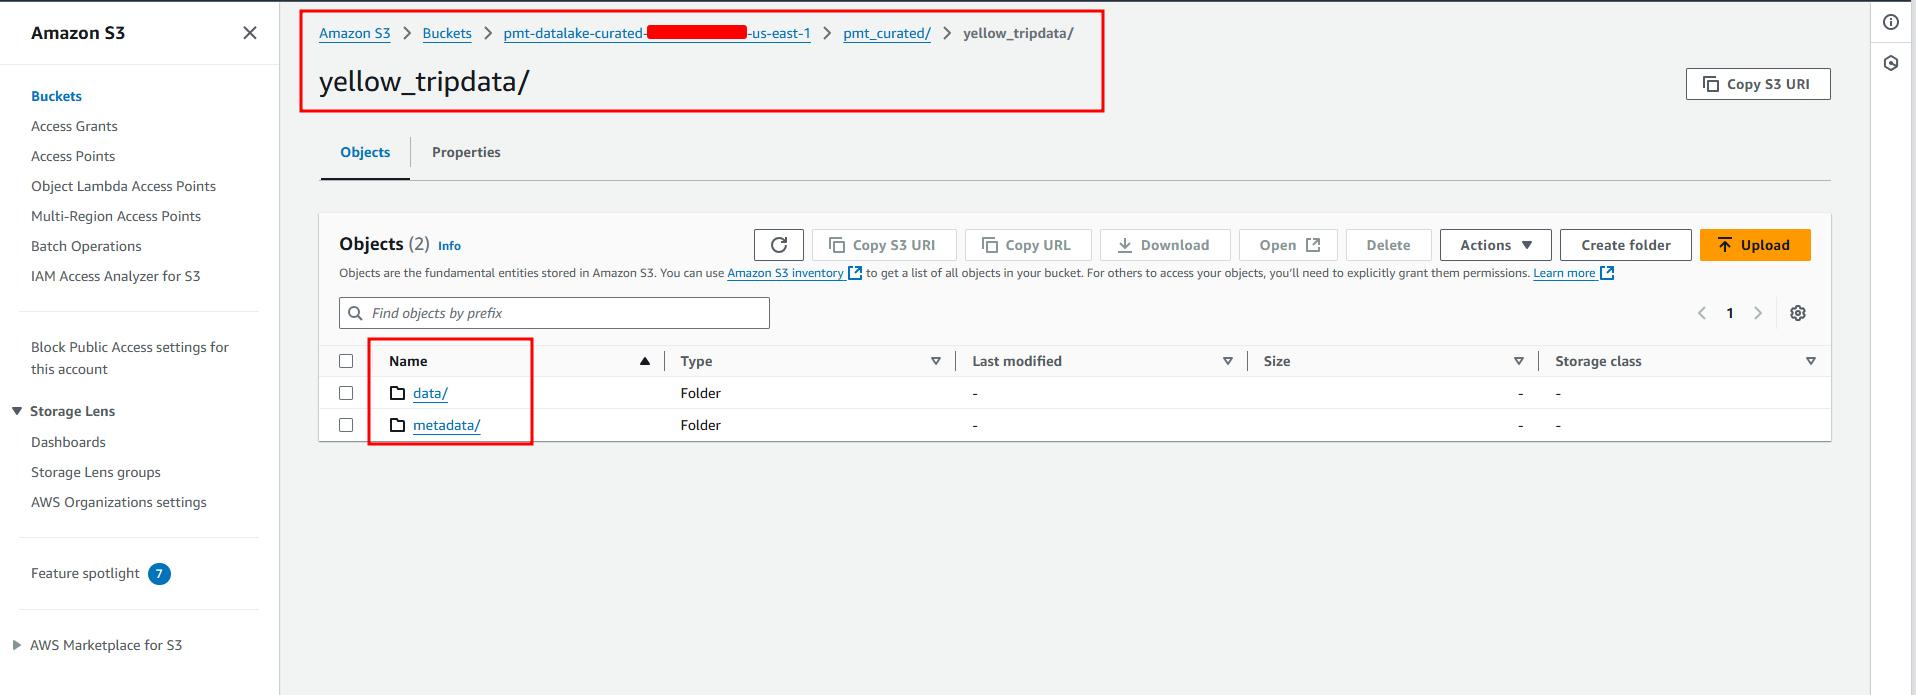 Amazon S3
Buckets
Access Grants
Access Points
Object Lambda Access Points
Multi-Region Access Points
Batch Operations
IAM Access Analyzer for S3
Block Public Access settings for
this account
Storage Lens
Dashboards
Storage Lens groups
AWS Organizations settings
Feature spotlight 7
AWS Marketplace for S3
Amazon S3 Buckets pmt-datalake-curated- -us-east-1 pmt_curated/ yellow_tripdata/
yellow_tripdata/
Copy S3 URI
Objects Properties
Objects (2) Info
Copy S3 URI Copy URL Download Open Delete Actions Create folder Upload
Objects are the fundamental entities stored in Amazon S3. You can use Amazon S3 inventory to get a list of all objects in your bucket. For others to access your objects, you'll need to explicitly grant them permissions. Learn more
Find objects by prefix
1
Name Type Last modified Size Storage class
data/ Folder - - -
metadata/ Folder - - -